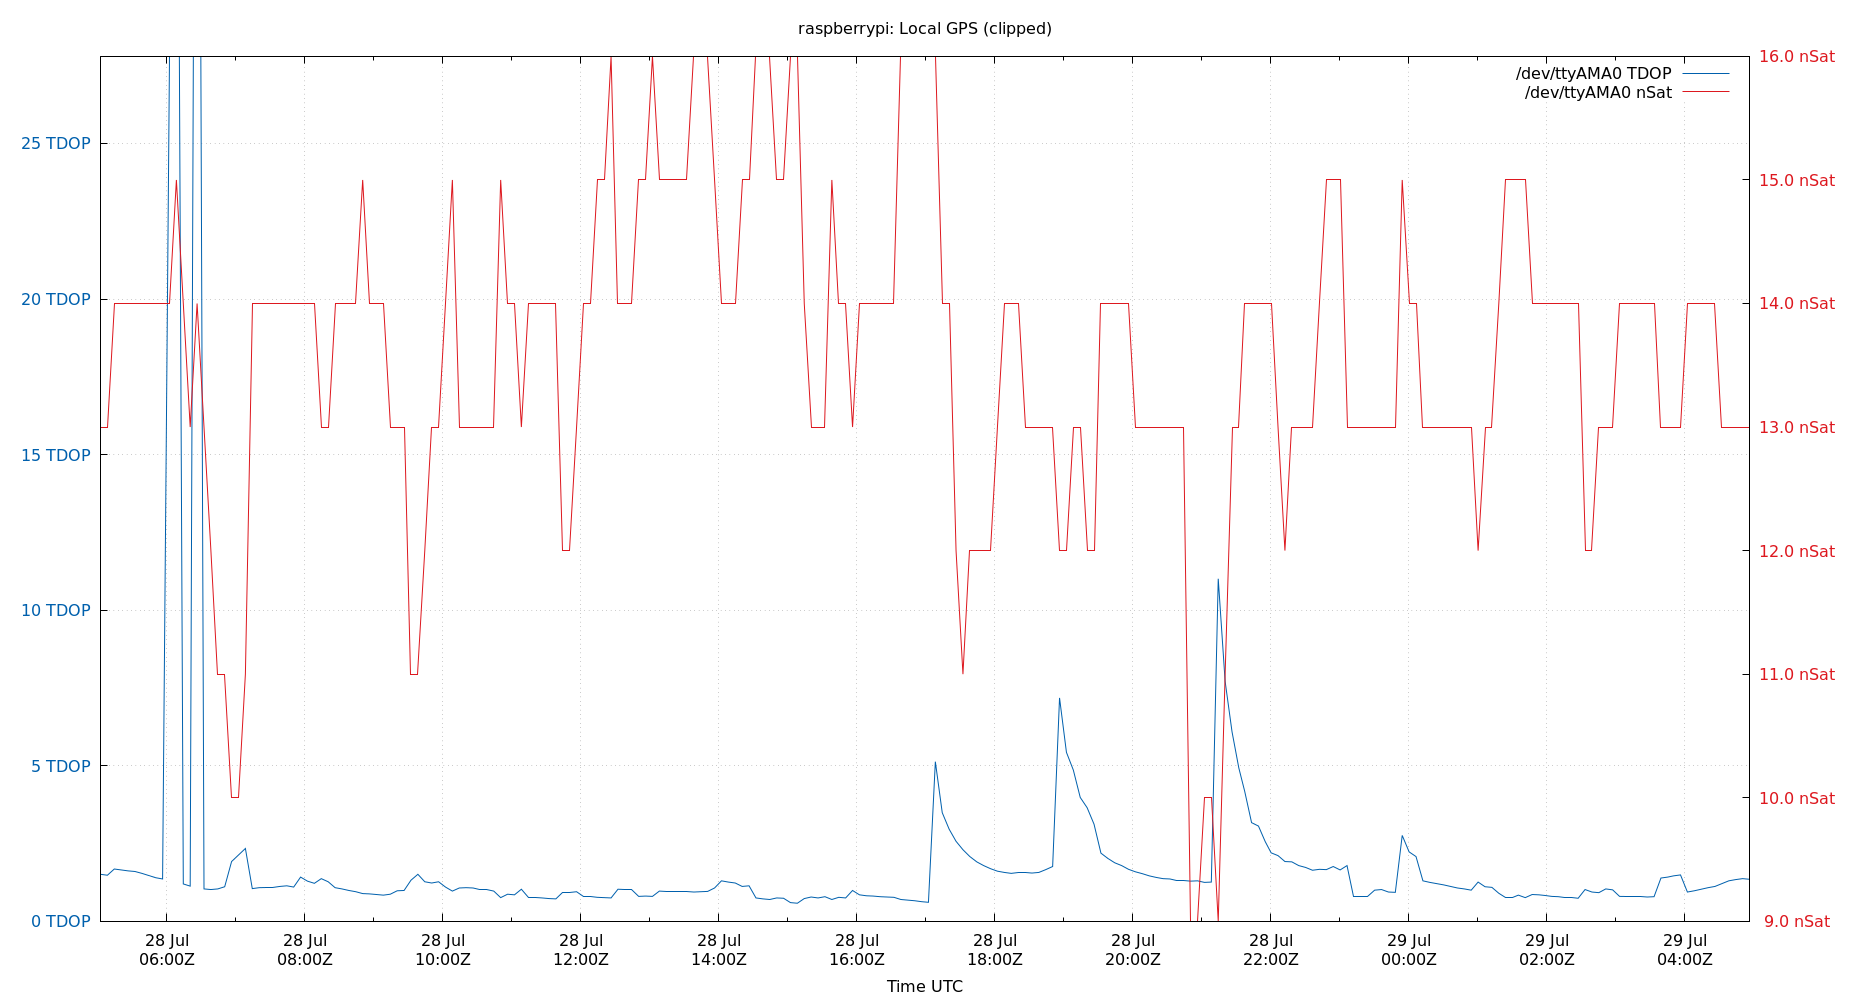 raspberrypi: Local GPS (clipped)
/dev/ttyAMA0 TDOP
/dev/ttyAMA0 nSat
25 TDOP
20 TDOP
15 TDOP
10 TDOP
5 TDOP
0 TDOP
16.0 nSat
15.0 nSat
14.0 nSat
13.0 nSat
12.0 nSat
11.0 nSat
10.0 nSat
9.0 nSat
28 Jul
06:00Z
28 Jul
08:00Z
28 Jul
10:00Z
28 Jul
12:00Z
28 Jul
14:00Z
28 Jul
16:00Z
28 Jul
18:00Z
28 Jul
20:00Z
28 Jul
22:00Z
29 Jul
00:00Z
29 Jul
02:00Z
29 Jul
04:00Z
Time UTC